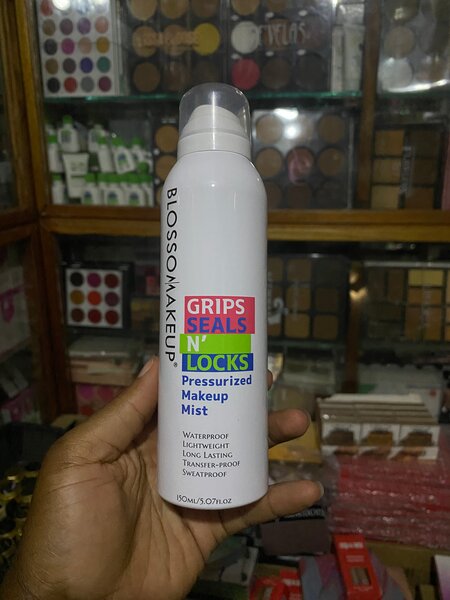 BLOSSOMAKEUP®
GRIPS
SEALS
N'
LOCKS
Pressurized
Makeup
Mist
WATERPROOF
LIGHTWEIGHT
LONG LASTING
TRANSFER-PROOF
SWEATPROOF
150ML/5.07FL.OZ